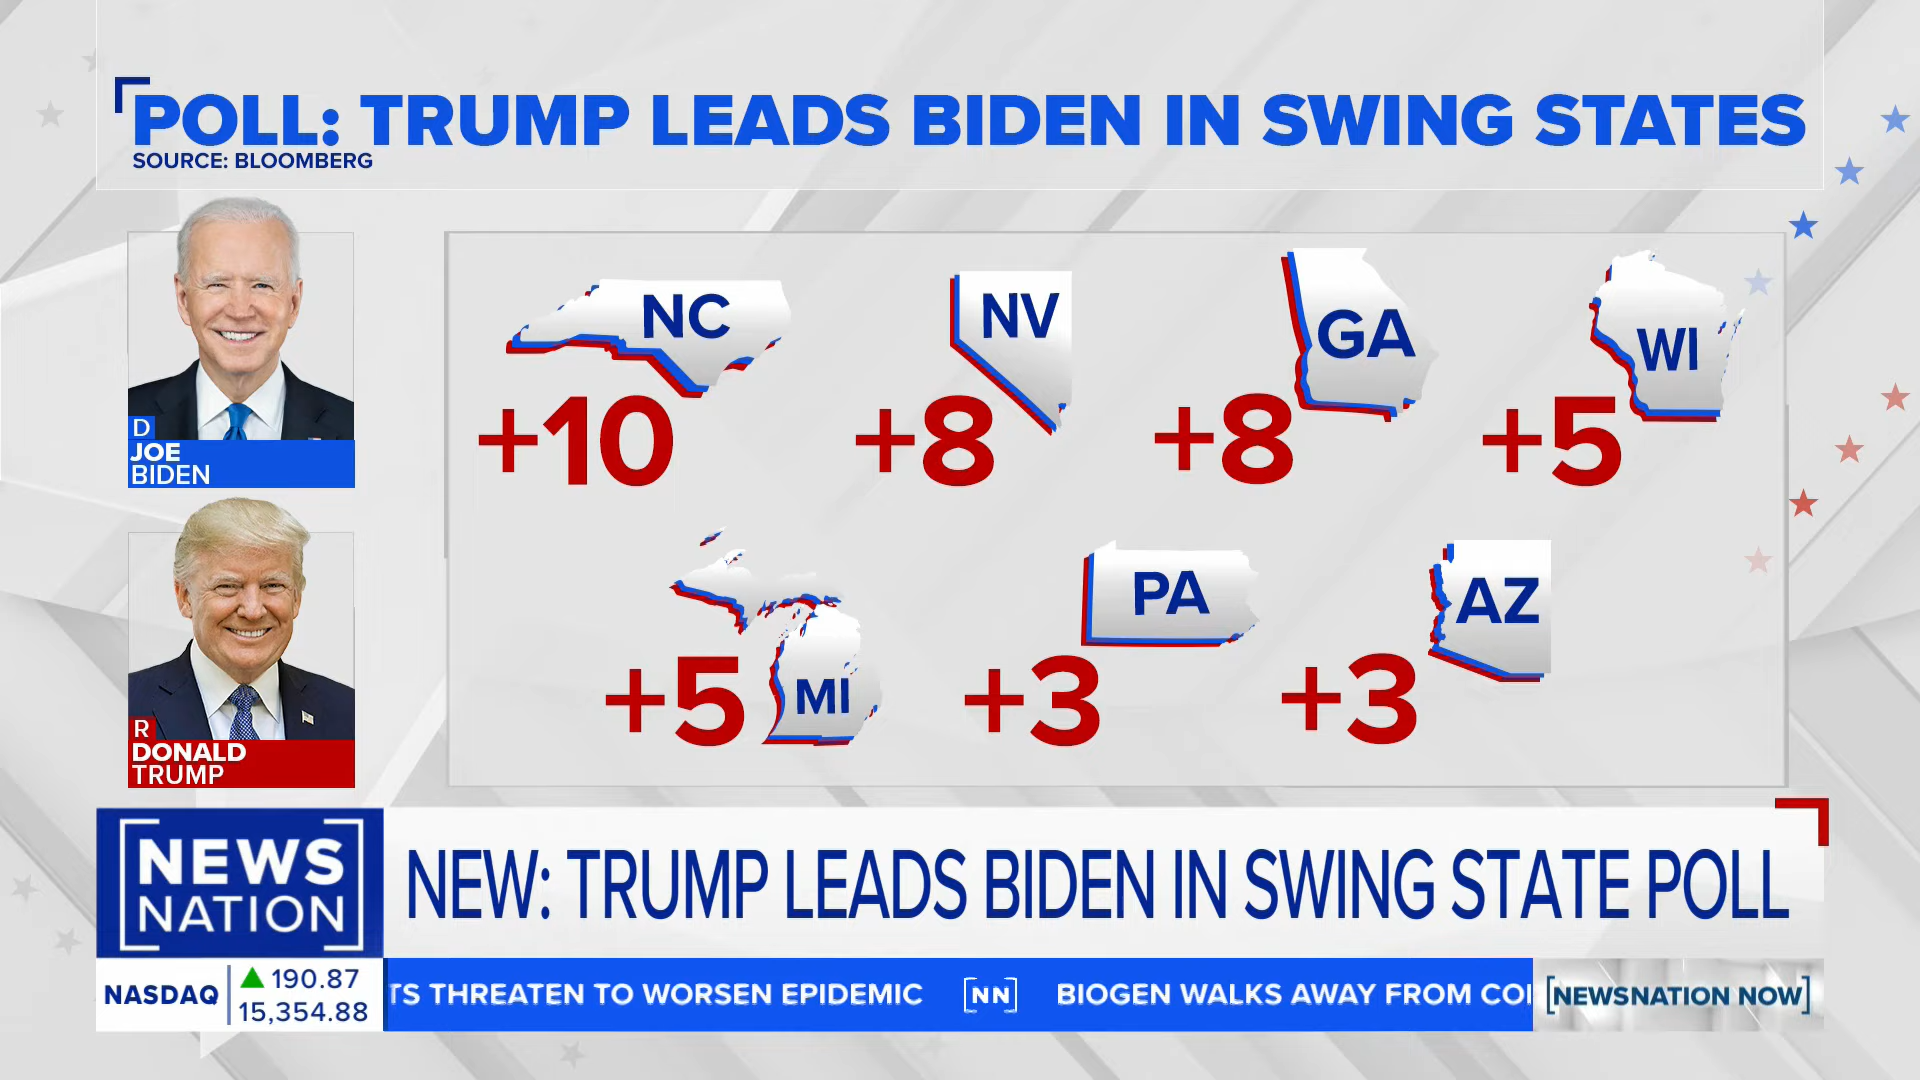 POLL: TRUMP LEADS BIDEN IN SWING STATES
SOURCE: BLOOMBERG
D
JOE
BIDEN
R
DONALD
TRUMP
NC
+10
NV
+8
GA
+8
WI
+5
MI
+5
PA
+3
AZ
+3
NEWS
NATION
NEW: TRUMP LEADS BIDEN IN SWING STATE POLL
NASDAQ
190.87
15,354.88
TS THREATEN TO WORSEN EPIDEMIC [NN] BIOGEN WALKS AWAY FROM
[NEWSNATION NOW]